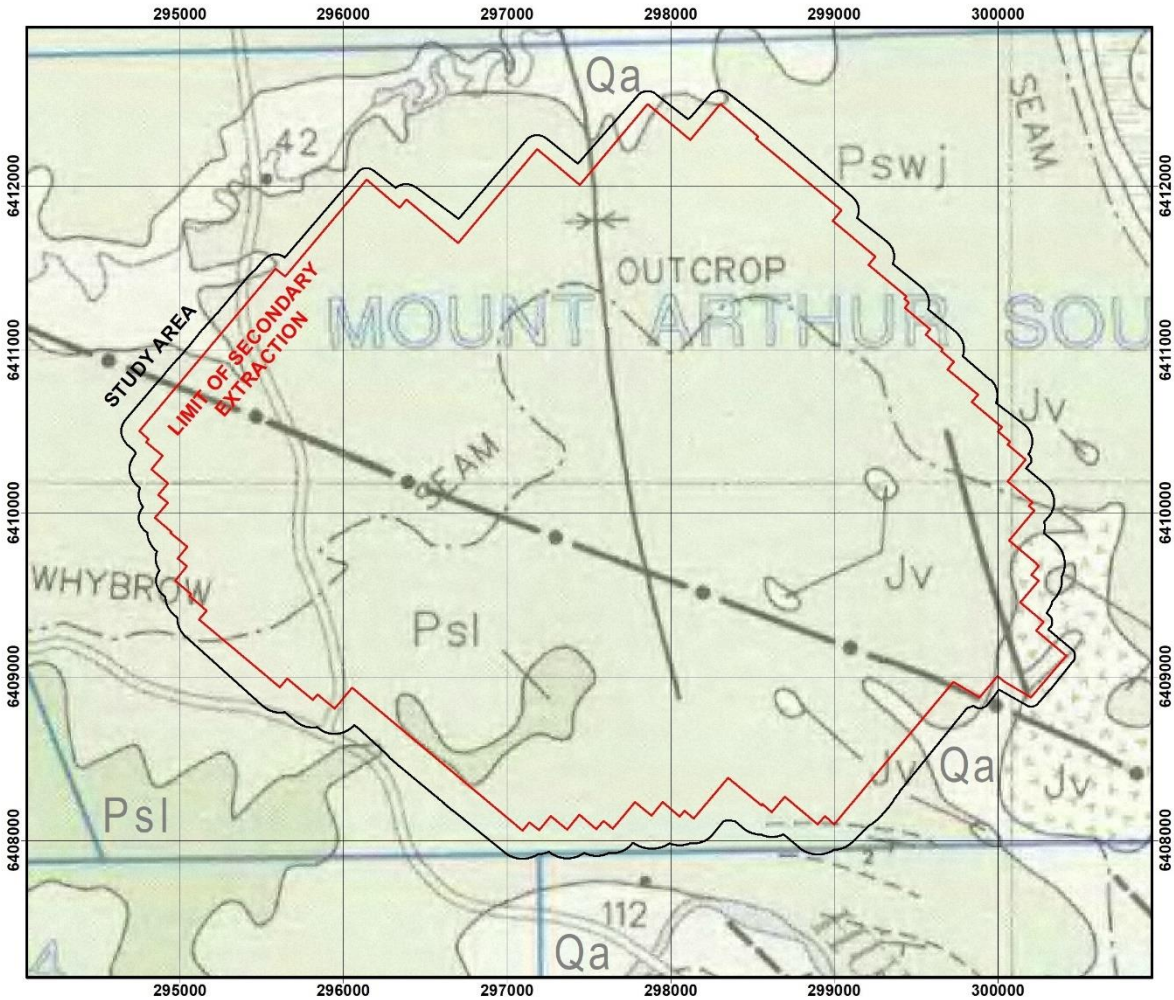 295000 296000 297000 298000 299000 300000
Qa
SEAM
42
Pswj
6412000 6412000
OUTCROP
MOUNT ARTHUR SOU
STUDY AREA
LIMIT OF SECONDARY
EXTRACTION
6411000 6411000
Jv
SEAM
6410000 6410000
WHYBROW
Jv
Psl
6409000 6409000
Jv
Qa
Jv
Psl
6408000 6408000
2
112
Qa
295000 296000 297000 298000 299000 300000